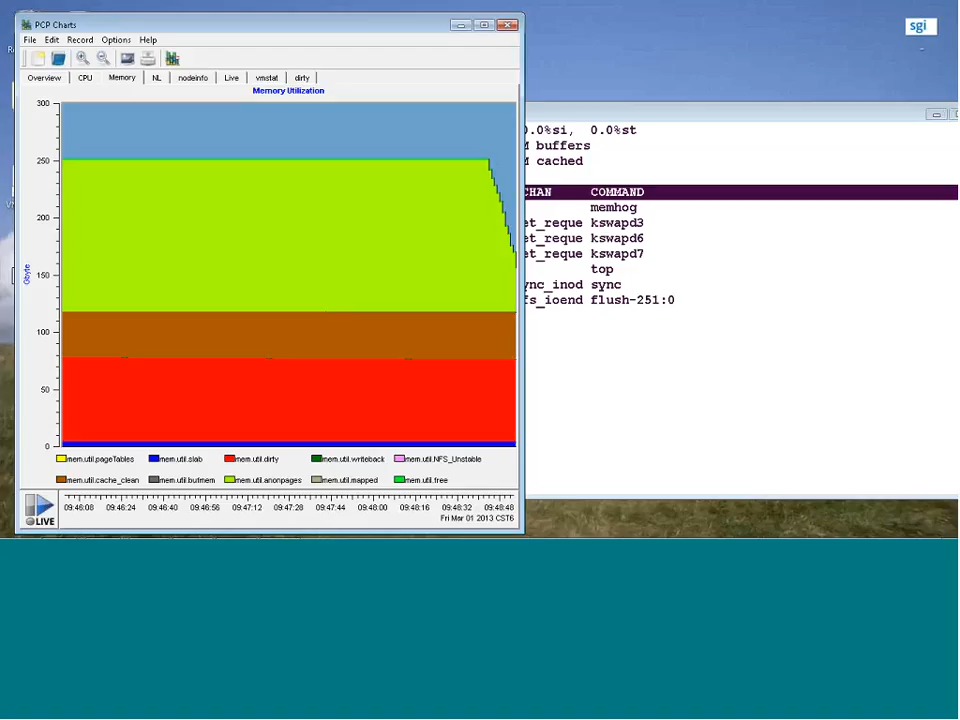 PCP Charts
sgi
File Edit Record Options Help
Overview CPU Memory NL nodeinfo Live vmstat dirty
Memory Utilization
300
250
200
150
100
50
0
Gbyte
mem.util.pageTables mem.util.slab mem.util.dirty mem.util.writeback mem.util.NFS_Unstable
mem.util.cache_clean mem.util.bufmem mem.util.anonpages mem.util.mapped mem.util.free
LIVE
09:46:08 09:46:24 09:46:40 09:46:56 09:47:12 09:47:28 09:47:44 09:48:00 09:48:16 09:48:32 09:48:48
Fri Mar 01 2013 CST6
0.0%si, 0.0%st
M buffers
M cached
CHAN COMMAND
memhog
et_reque kswapd3
et_reque kswapd6
et_reque kswapd7
top
ync_inod sync
fs_ioend flush-251:0